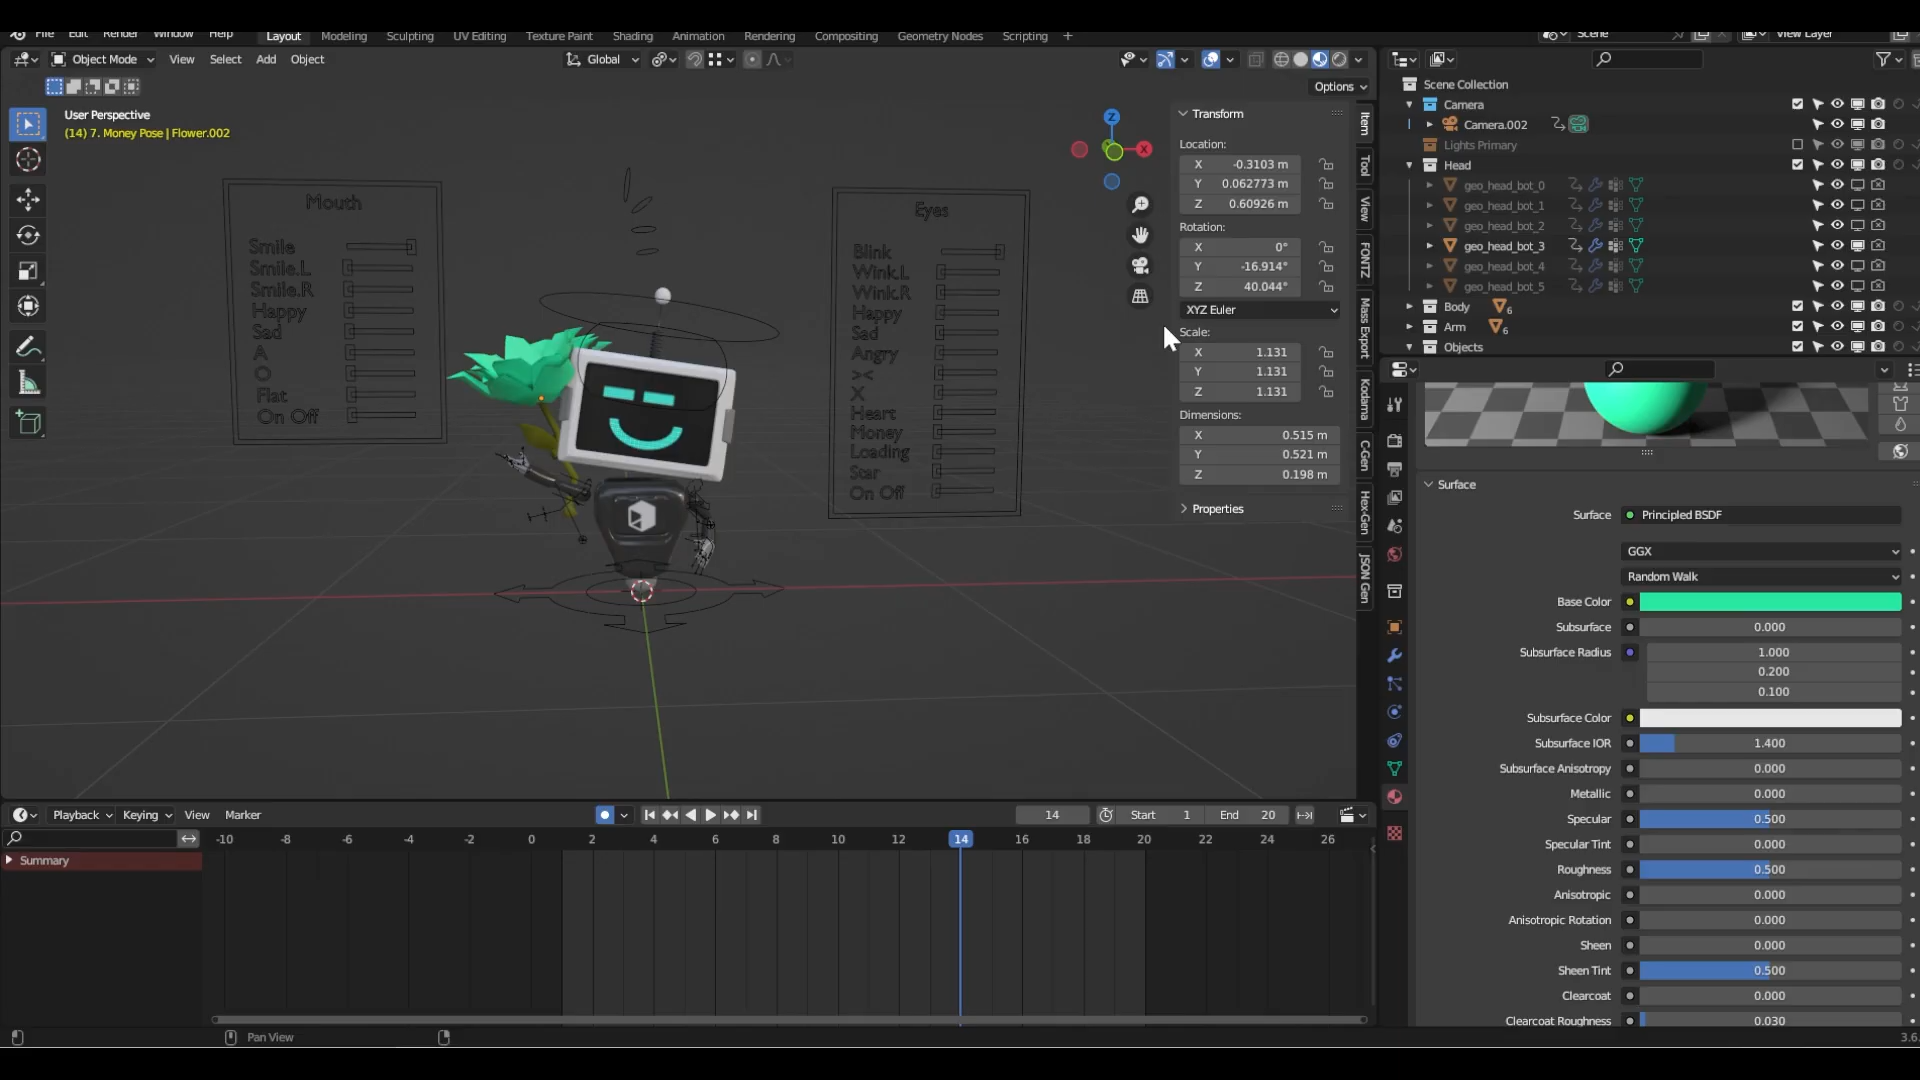 File Edit Render Window Help Layout Modeling Sculpting UV Editing Texture Paint Shading Animation Rendering Compositing Geometry Nodes Scripting + Scene View Layer
Object Mode View Select Add Object Global
Options
User Perspective
(14) 7. Money Pose | Flower.002
Mouth
Smile
Smile.L
Smile.R
Happy
Sad
A
O
Flat
On Off
Eyes
Blink
Wink.L
Wink.R
Happy
Sad
Angry
><
X
Heart
Money
Loading
Star
On Off
Z
X
Transform
Location:
X -0.3103 m
Y 0.062773 m
Z 0.60926 m
Rotation:
X 0°
Y -16.914°
Z 40.044°
XYZ Euler
Scale:
X 1.131
Y 1.131
Z 1.131
Dimensions:
X 0.515 m
Y 0.521 m
Z 0.198 m
Properties
Item
Tool
View
FONTZ
Mass Export
Kodama
C-Gen
Hex-Gen
JSON Gen
Scene Collection
Camera
Camera.002
Lights Primary
Head
geo_head_bot_0
geo_head_bot_1
geo_head_bot_2
geo_head_bot_3
geo_head_bot_4
geo_head_bot_5
Body 6
Arm 6
Objects
Surface
Surface Principled BSDF
GGX
Random Walk
Base Color
Subsurface 0.000
Subsurface Radius 1.000
0.200
0.100
Subsurface Color
Subsurface IOR 1.400
Subsurface Anisotropy 0.000
Metallic 0.000
Specular 0.500
Specular Tint 0.000
Roughness 0.500
Anisotropic 0.000
Anisotropic Rotation 0.000
Sheen 0.000
Sheen Tint 0.500
Clearcoat 0.000
Clearcoat Roughness 0.030
Playback Keying View Marker 14 Start 1 End 20
-10 -8 -6 -4 -2 0 2 4 6 8 10 12 14 16 18 20 22 24 26
Summary
Pan View
3.6.